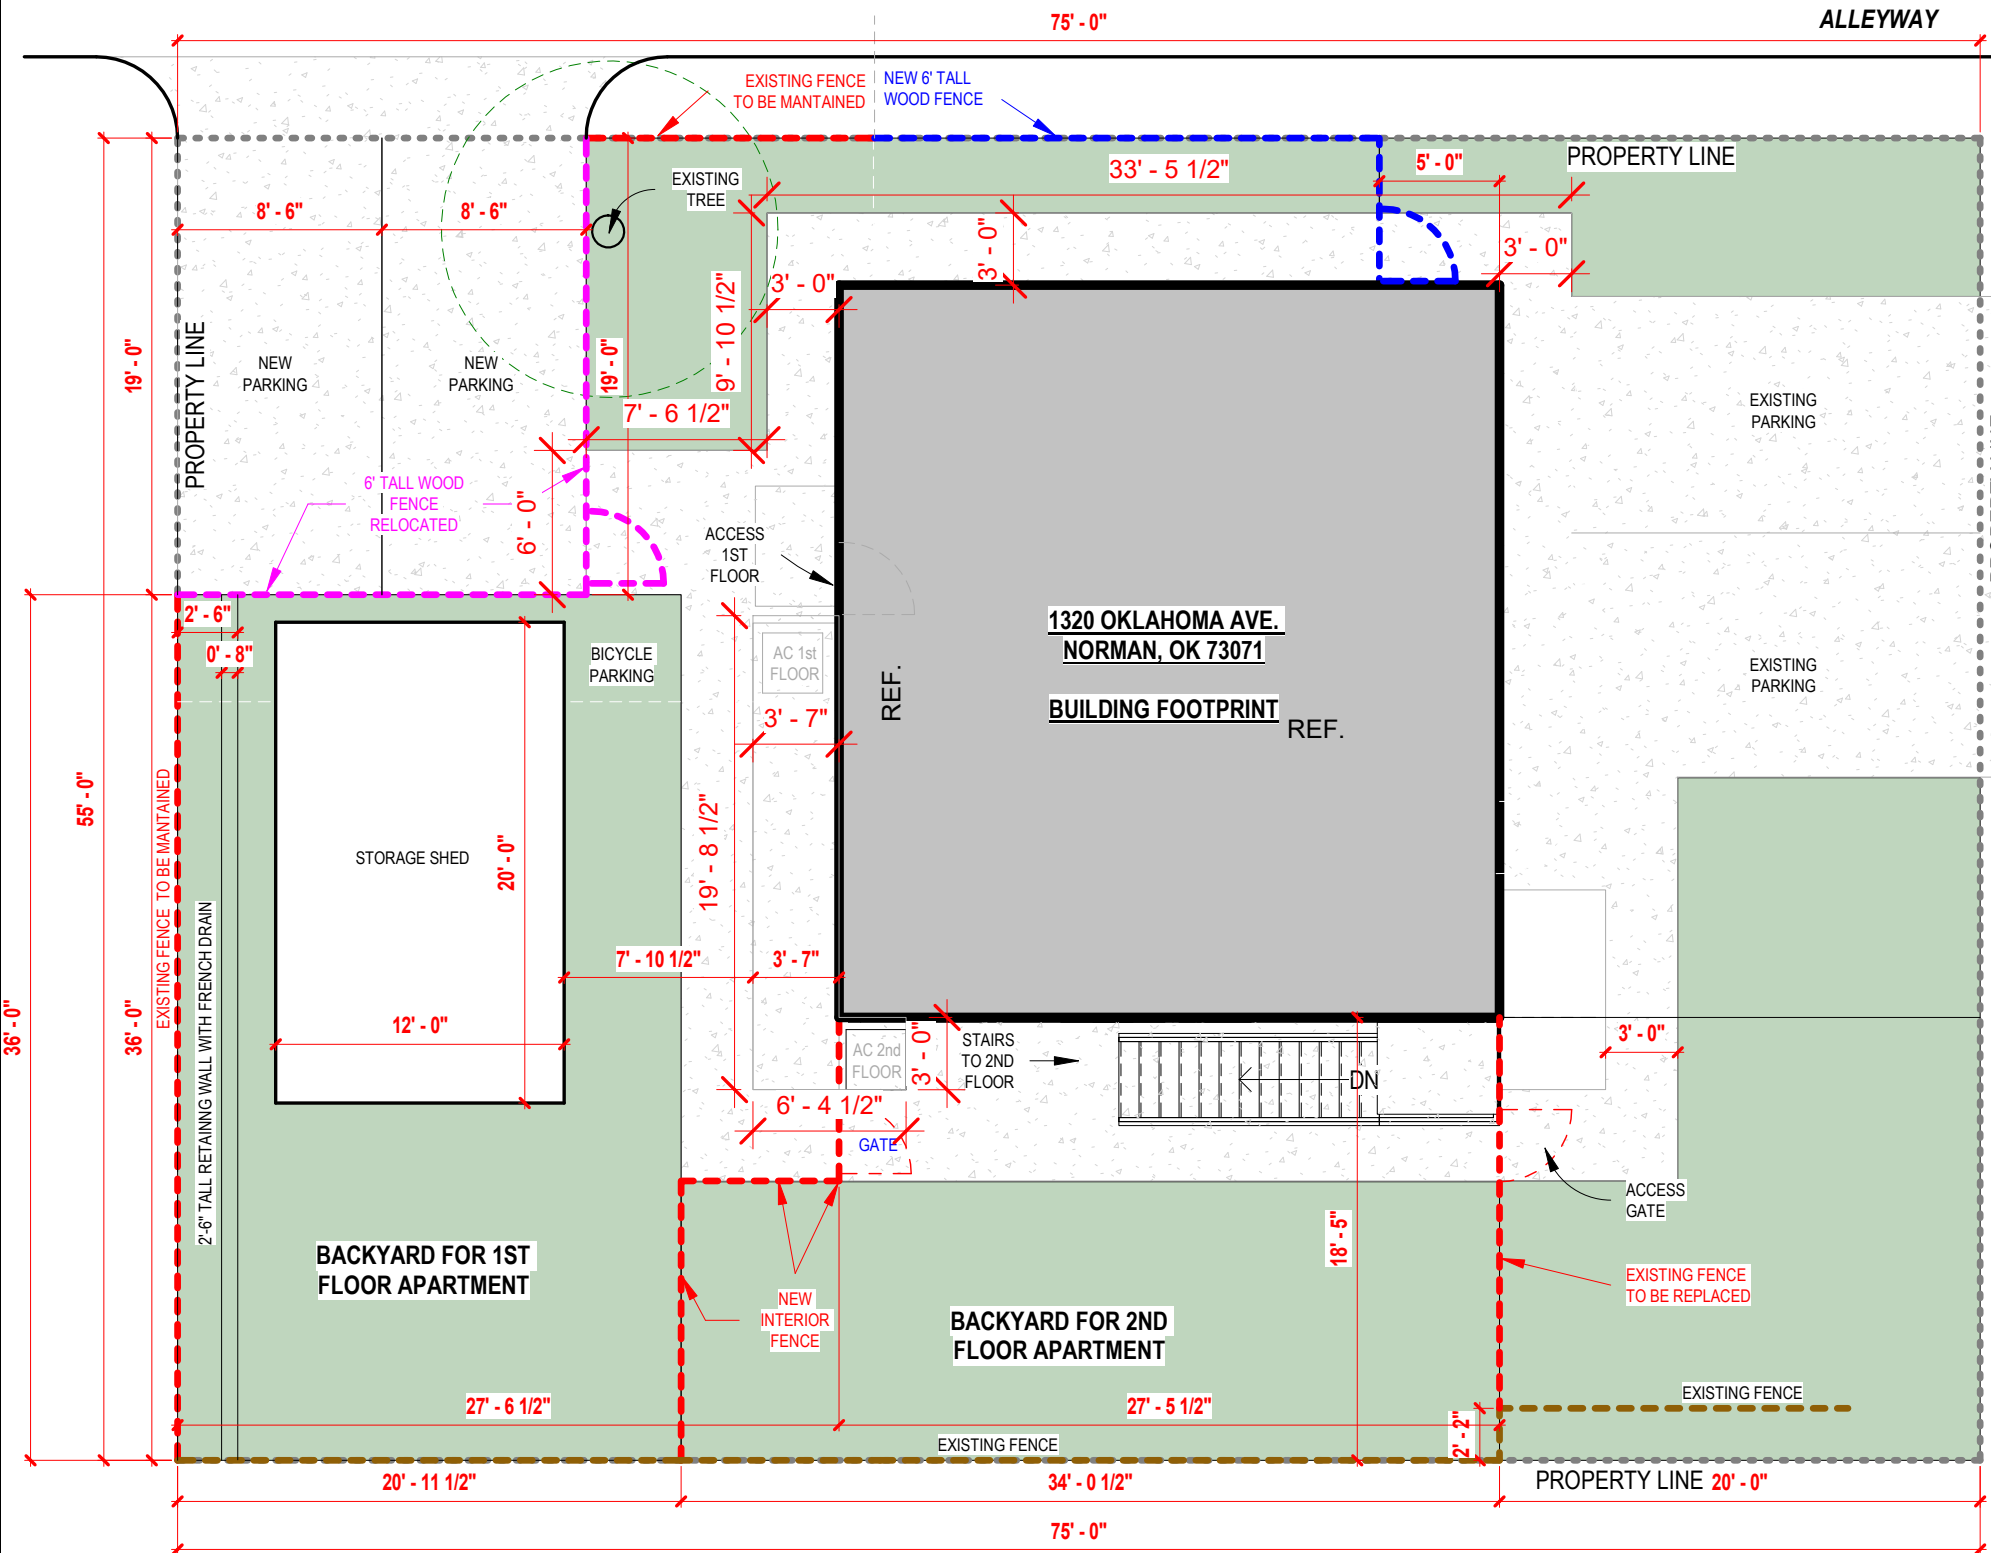 ALLEYWAY
75' - 0"
EXISTING FENCE
TO BE MANTAINED
NEW 6' TALL
WOOD FENCE
PROPERTY LINE
33' - 5 1/2"
5' - 0"
EXISTING
TREE
8' - 6"
8' - 6"
3' - 0"
3' - 0"
3' - 0"
9' - 10 1/2"
19' - 0"
19' - 0"
PROPERTY LINE
NEW
PARKING
NEW
PARKING
7' - 6 1/2"
EXISTING
PARKING
6' TALL WOOD
FENCE
RELOCATED
6' - 0"
ACCESS
1ST
FLOOR
2' - 6"
0' - 8"
BICYCLE
PARKING
AC 1st
FLOOR
REF.
1320 OKLAHOMA AVE.
NORMAN, OK 73071
BUILDING FOOTPRINT
REF.
EXISTING
PARKING
3' - 7"
55' - 0"
EXISTING FENCE TO BE MANTAINED
STORAGE SHED
20' - 0"
19' - 8 1/2"
2'-6" TALL RETAINING WALL WITH FRENCH DRAIN
7' - 10 1/2"
3' - 7"
36' - 0"
36' - 0"
12' - 0"
AC 2nd
FLOOR
3' - 0"
STAIRS
TO 2ND
FLOOR
DN
3' - 0"
6' - 4 1/2"
GATE
ACCESS
GATE
18' - 5"
BACKYARD FOR 1ST
FLOOR APARTMENT
NEW
INTERIOR
FENCE
BACKYARD FOR 2ND
FLOOR APARTMENT
EXISTING FENCE
TO BE REPLACED
EXISTING FENCE
27' - 6 1/2"
27' - 5 1/2"
2' - 2"
EXISTING FENCE
20' - 11 1/2"
34' - 0 1/2"
PROPERTY LINE
20' - 0"
75' - 0"